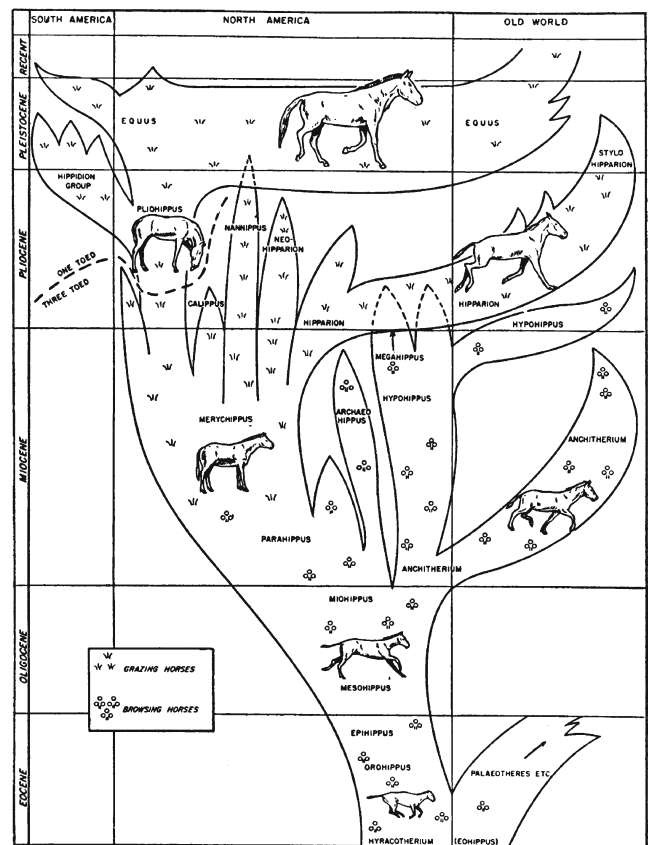 SOUTH AMERICA
NORTH AMERICA
OLD WORLD
RECENT
PLEISTOCENE
PLIOCENE
MIOCENE
OLIGOCENE
EOCENE
EQUUS
EQUUS
STYLO
HIPPARION
HIPPIDION
GROUP
PLIOHIPPUS
NANNIPPUS
NEO-
HIPPARION
ONE TOED
THREE TOED
CALIPPUS
HIPPARION
HIPPARION
HYPOHIPPUS
MEGAHIPPUS
HYPOHIPPUS
ARCHAEO
HIPPUS
MERYCHIPPUS
ANCHITHERIUM
PARAHIPPUS
ANCHITHERIUM
MIOHIPPUS
GRAZING HORSES
BROWSING HORSES
MESOHIPPUS
EPIHIPPUS
OROHIPPUS
PALAEOTHERES ETC
HYRACOTHERIUM
(EOHIPPUS)